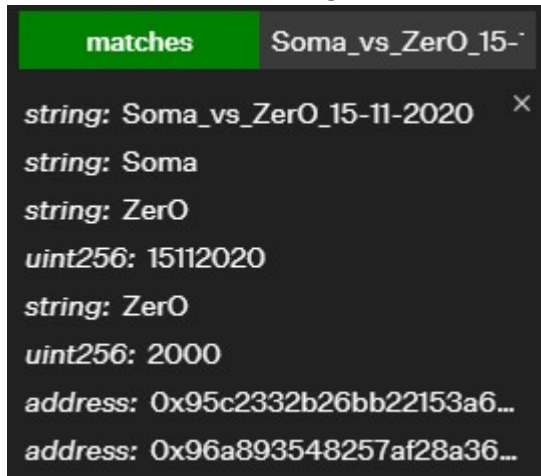 matches Soma_vs_ZerO_15-
string: Soma_vs_ZerO_15-11-2020 ×
string: Soma
string: ZerO
uint256: 15112020
string: ZerO
uint256: 2000
address: 0x95c2332b26bb22153a6...
address: 0x96a893548257af28a36...